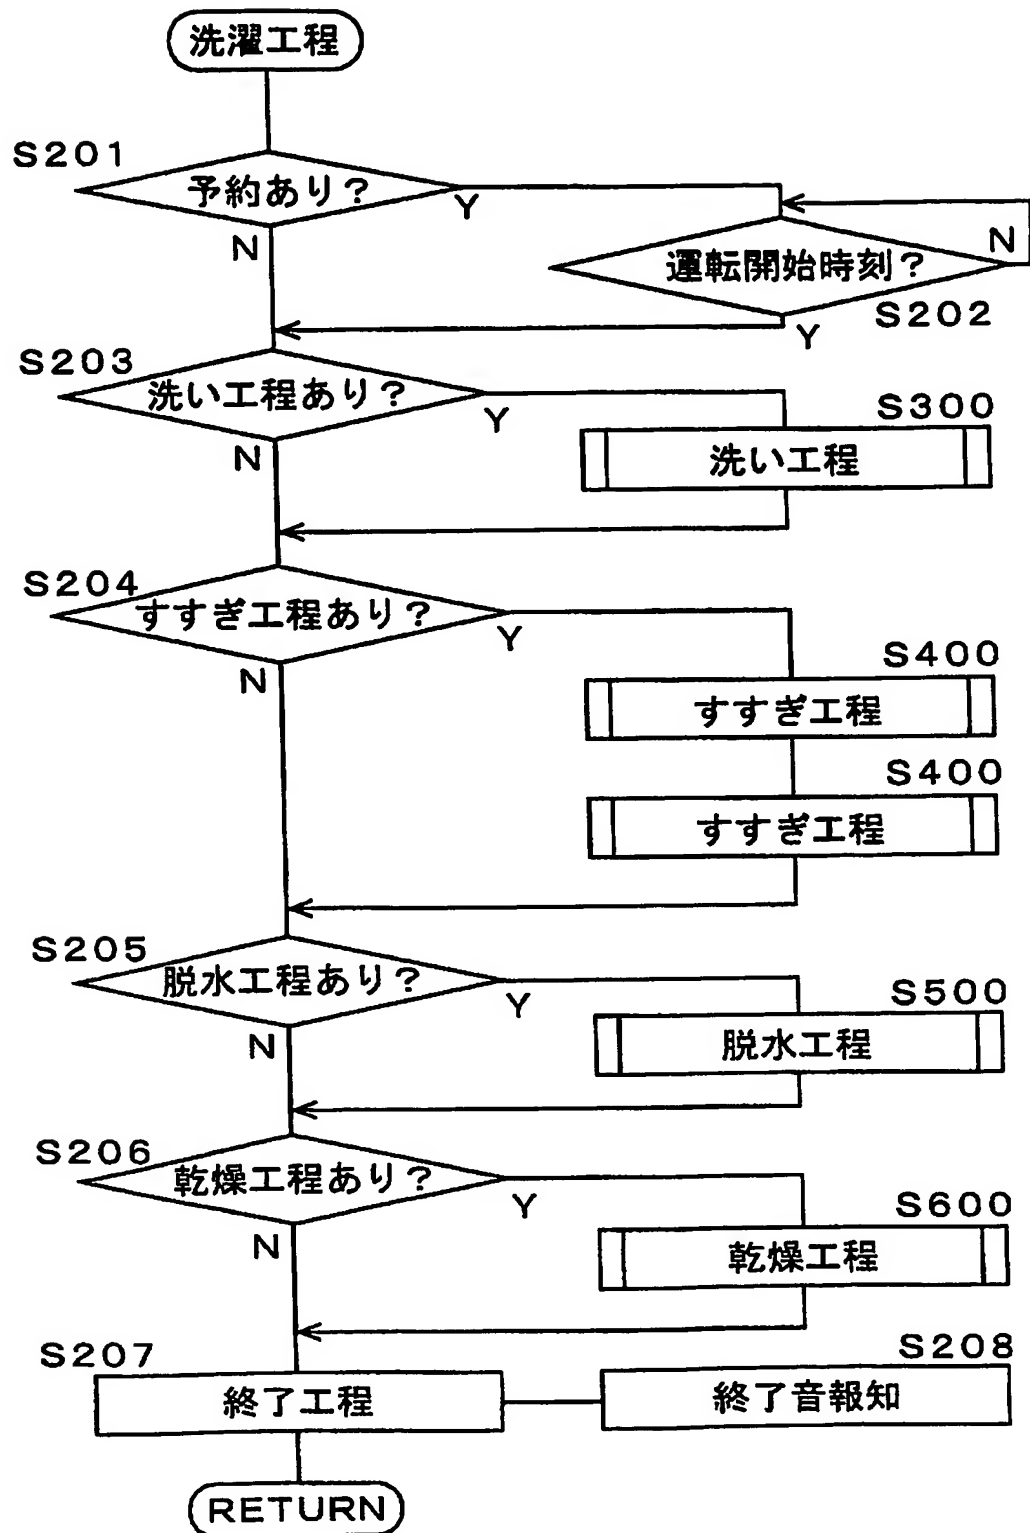 洗濯工程
S201
予約あり？
Y
N
運転開始時刻？
N
S202
Y
S203
洗い工程あり？
Y
N
S300
洗い工程
S204
すすぎ工程あり？
Y
N
S400
すすぎ工程
S400
すすぎ工程
S205
脱水工程あり？
Y
N
S500
脱水工程
S206
乾燥工程あり？
Y
N
S600
乾燥工程
S207
終了工程
S208
終了音報知
RETURN